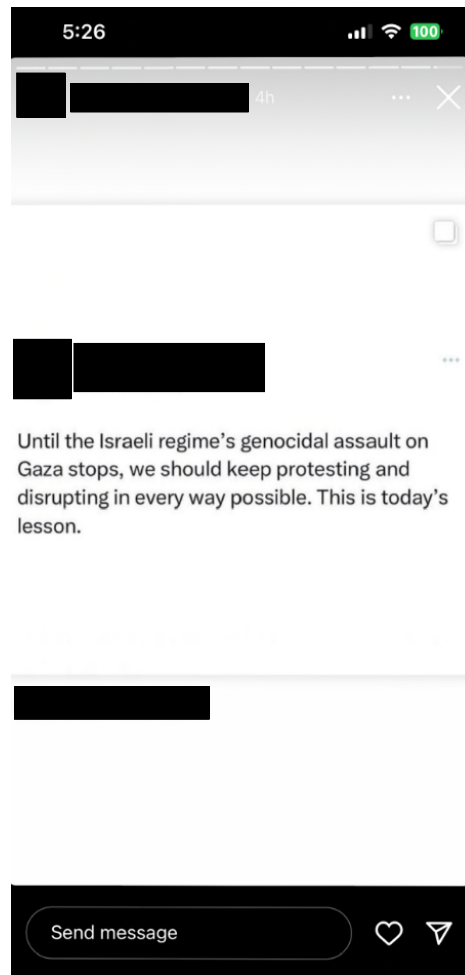 5:26
100
4h
Until the Israeli regime's genocidal assault on
Gaza stops, we should keep protesting and
disrupting in every way possible. This is today's
lesson.
Send message